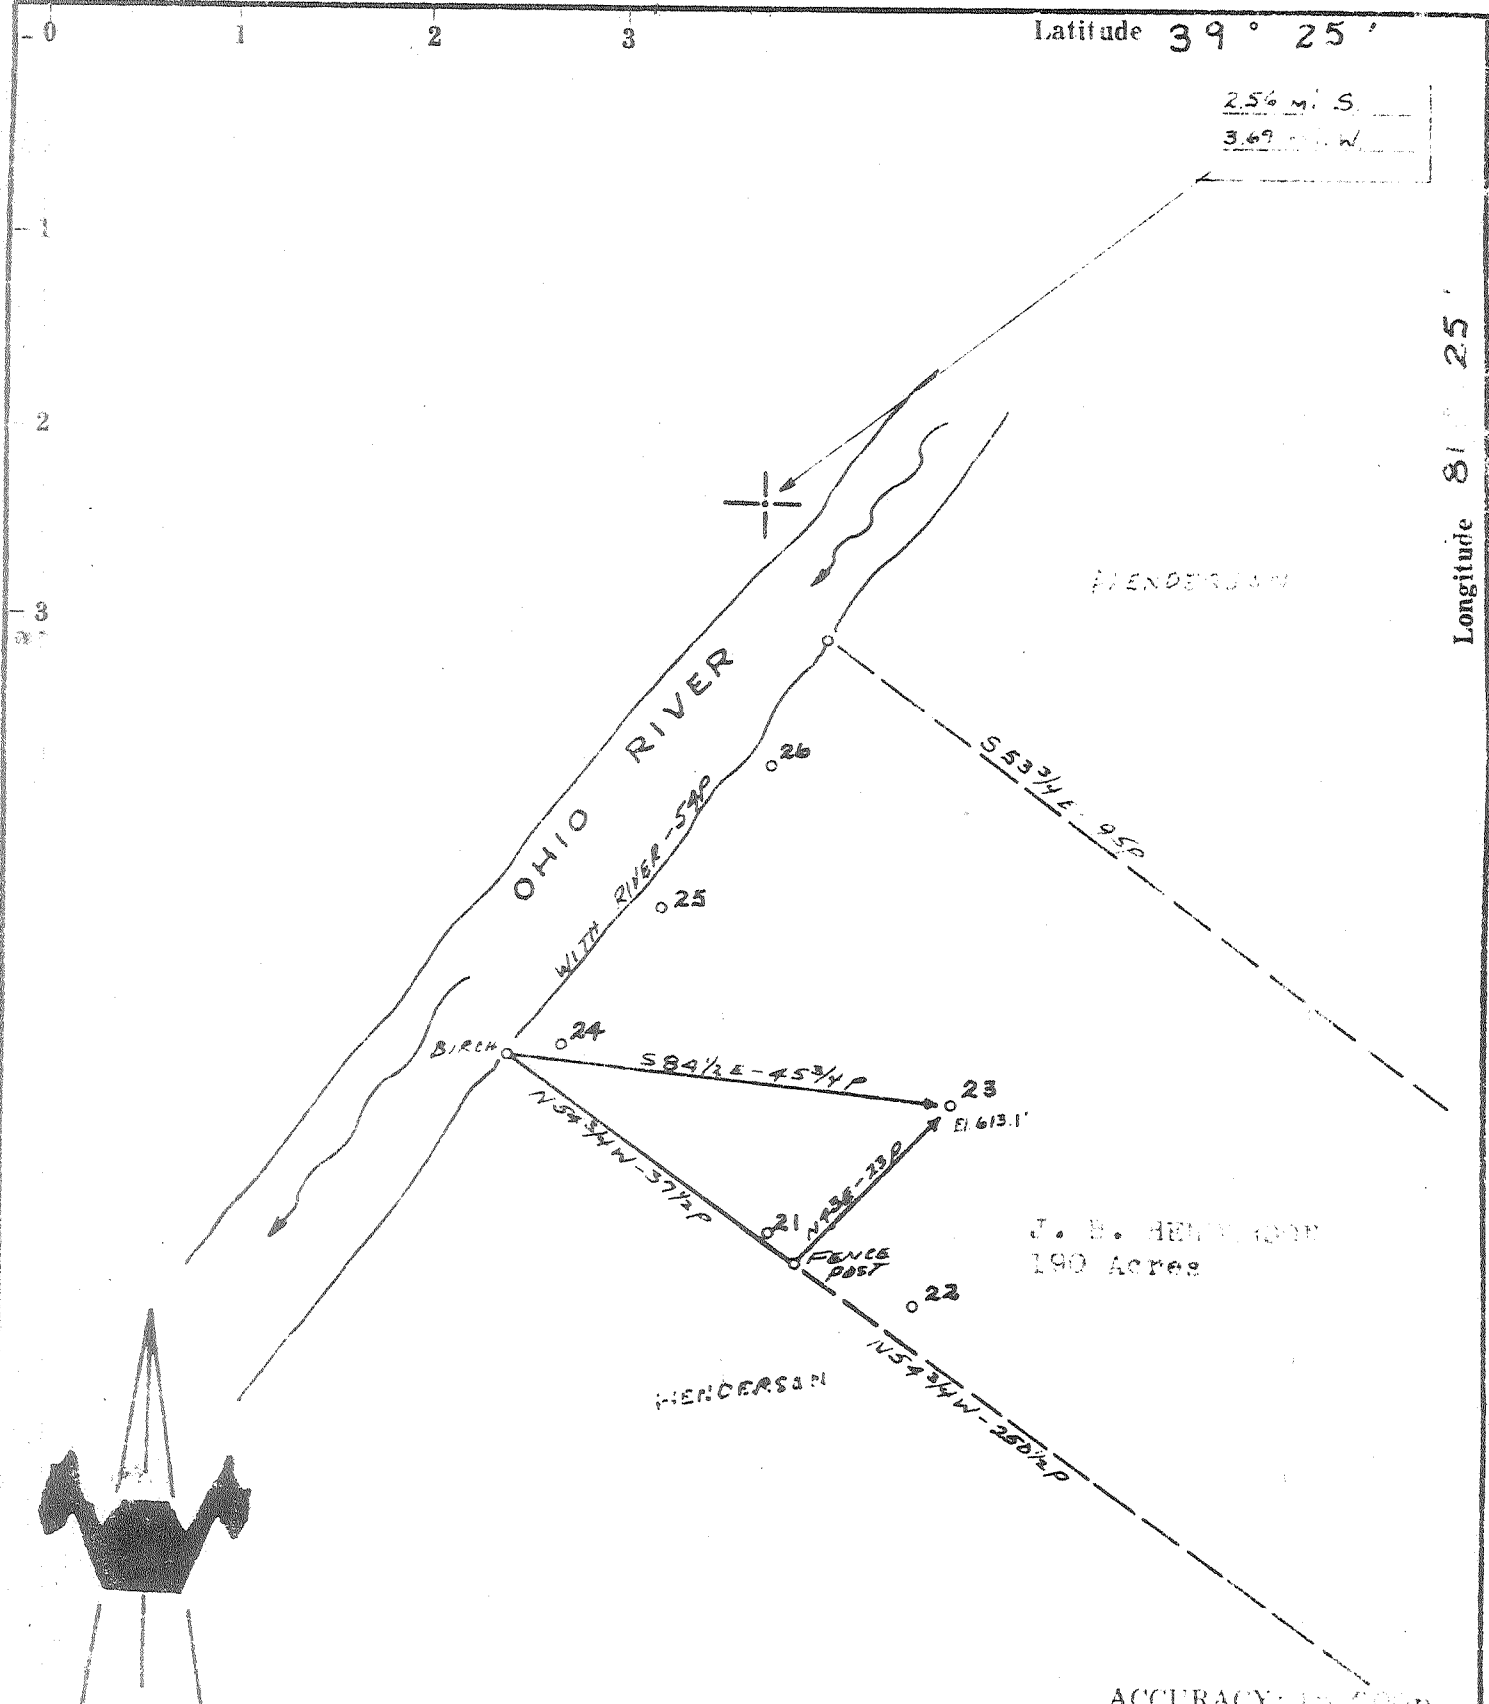 0 1 2 3 Latitude 39° 25'
2.56 mi S.
3.69 W.
1
2
3
Longitude 81 25'
HENDERSON
OHIO RIVER
26
S 53 3/4 E - 95P
WITH RIVER - 54P
25
24
BIRCH
S 84 1/2 E - 45 3/4 P
23
El. 613.1'
N 54 3/4 W - 37 1/2 P
N 43 E - 23P
21
FENCE
POST
22
J. B.
190 Acres
N 54 3/4 W - 250 1/2 P
HENDERSON
ACCURACY: